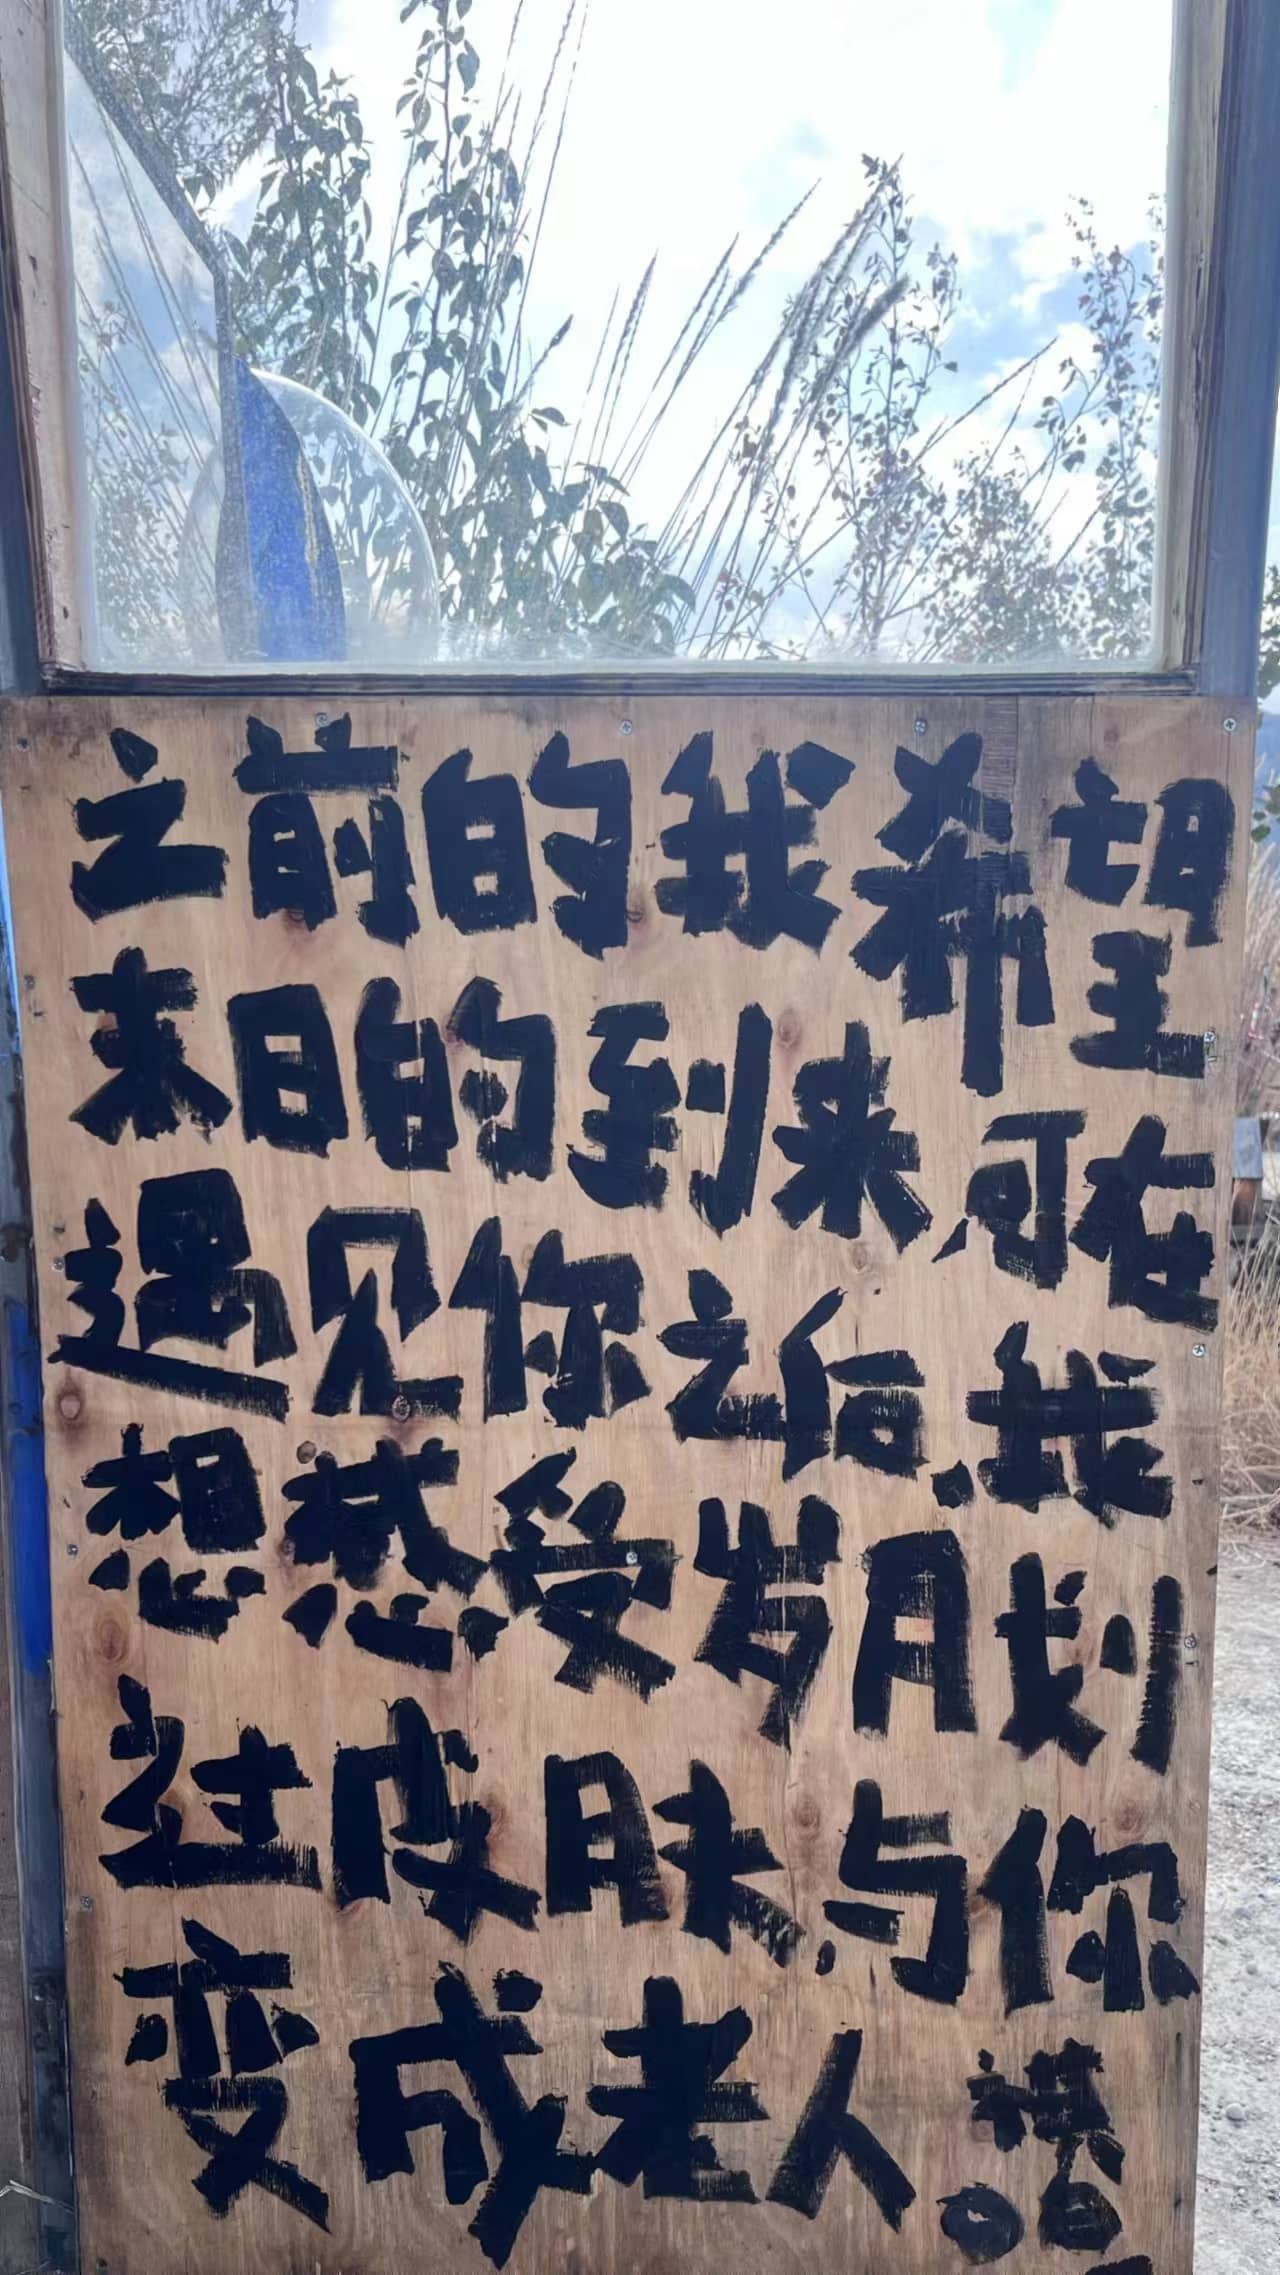 之前的我希望
末日的到来,可在
遇见你之后,我
想感受岁月划
过皮肤,与你
变成老人。